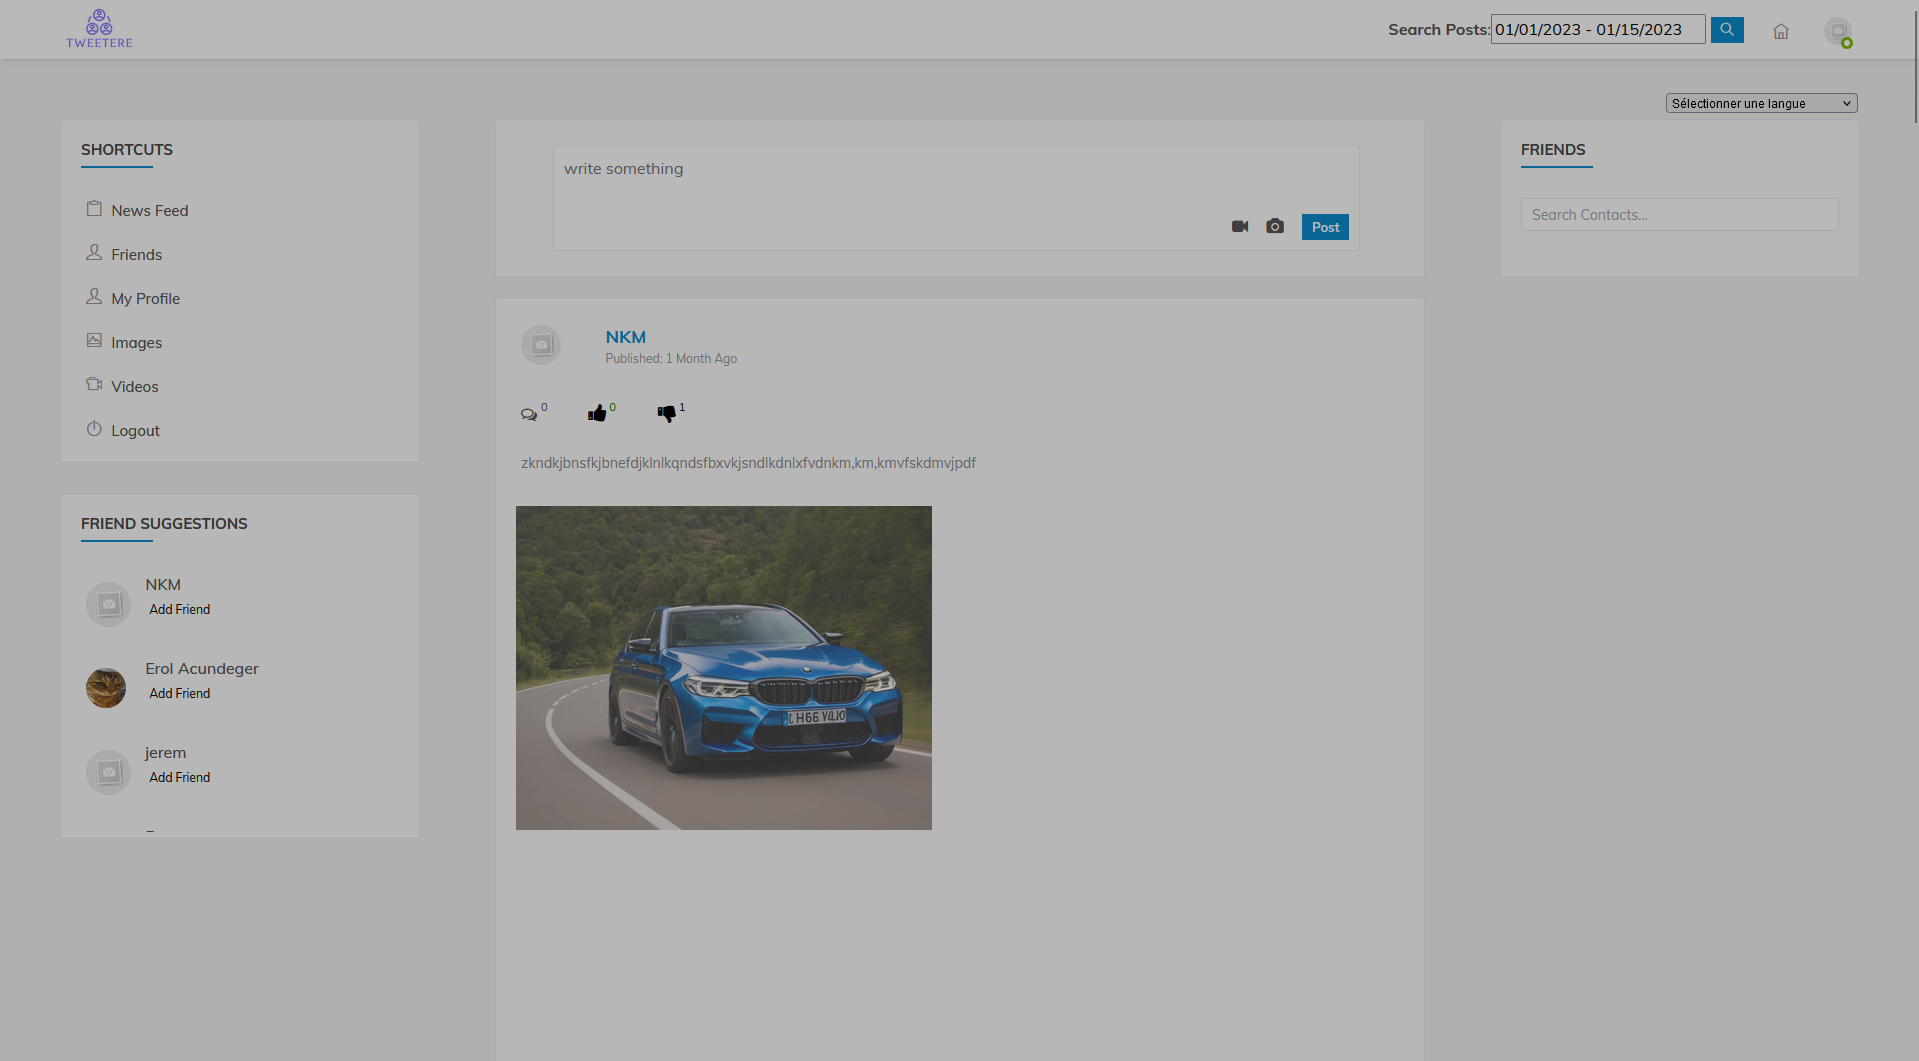 TWEETERE
Search Posts:
01/01/2023 - 01/15/2023
Sélectionner une langue
SHORTCUTS
News Feed
Friends
My Profile
Images
Videos
Logout
FRIEND SUGGESTIONS
NKM
Add Friend
Erol Acundeger
Add Friend
jerem
Add Friend
write something
Post
NKM
Published: 1 Month Ago
0
0
1
zkndkjbnsfkjbnefdjklnlkqndsfbxvkjsndlkdnlxfvdnkm,km,kmvfskdmvjpdf
FRIENDS
Search Contacts...